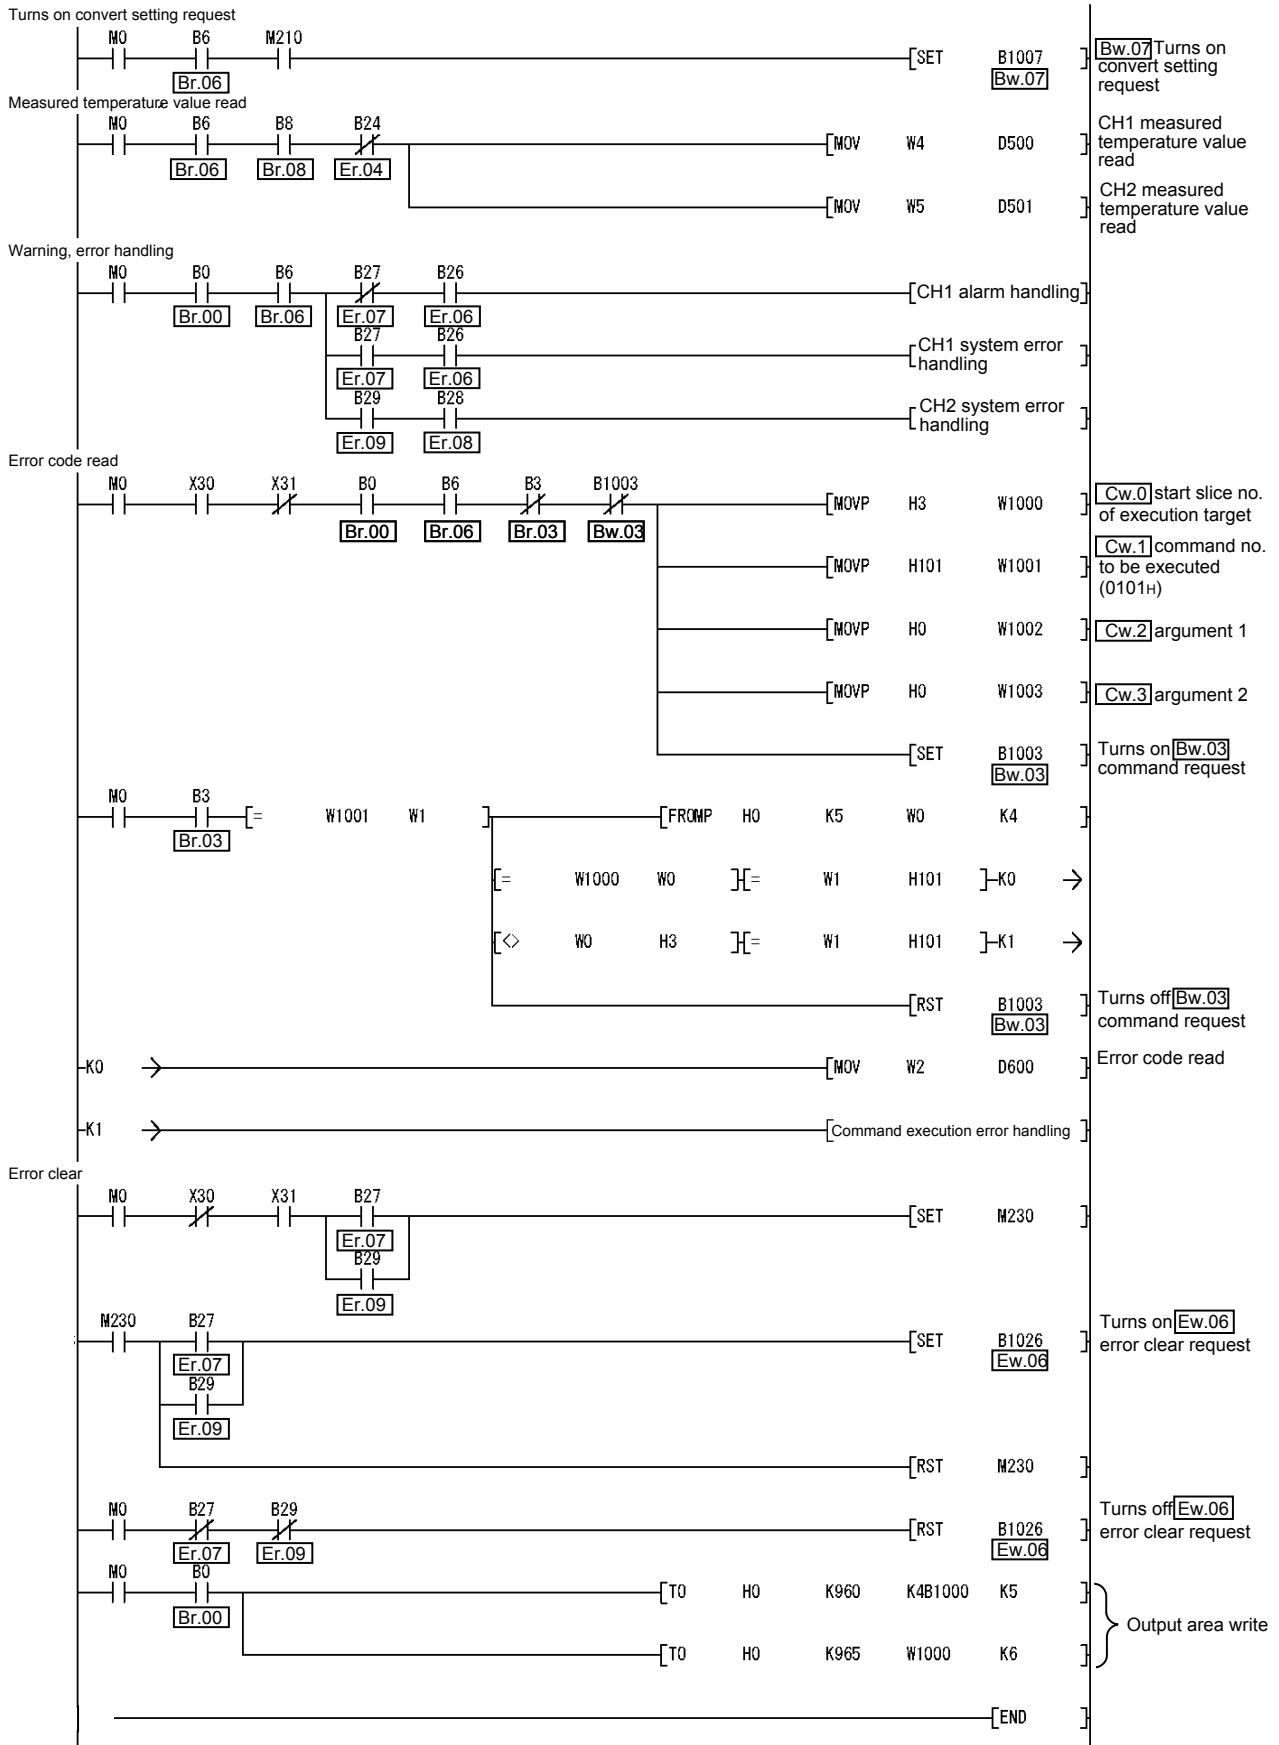 Turns on convert setting request
M0 B6 M210
[SET B1007 ] Bw.07 Turns on
Br.06 Bw.07 convert setting
request
Measured temperature value read
M0 B6 B8 B24 CH1 measured
[MOV W4 D500 ] temperature value
Br.06 Br.08 Er.04 read
CH2 measured
[MOV W5 D501 ] temperature value
read
Warning, error handling
M0 B0 B6 B27 B26
[CH1 alarm handling]
Br.00 Br.06 Er.07 Er.06
B27 B26
[CH1 system error
handling ]
Er.07 Er.06
B29 B28
[CH2 system error
handling ]
Er.09 Er.08
Error code read
M0 X30 X31 B0 B6 B3 B1003
[MOVP H3 W1000 ] Cw.0 start slice no.
of execution target
Br.00 Br.06 Br.03 Bw.03
[MOVP H101 W1001 ] Cw.1 command no.
to be executed
(0101H)
[MOVP H0 W1002 ] Cw.2 argument 1
[MOVP H0 W1003 ] Cw.3 argument 2
[SET B1003 ] Turns on Bw.03
Bw.03 command request
M0 B3
[= W1001 W1 ] [FROMP H0 K5 W0 K4 ]
Br.03
[= W1000 W0 ][= W1 H101 ]K0
[<> W0 H3 ][= W1 H101 ]K1
[RST B1003 ] Turns off Bw.03
Bw.03 command request
K0 [MOV W2 D600 ] Error code read
K1 [Command execution error handling ]
Error clear
M0 X30 X31 B27
[SET M230 ]
Er.07
B29
Er.09
M230 B27
[SET B1026 ] Turns on Ew.06
Er.07 Ew.06 error clear request
B29
Er.09
[RST M230 ]
M0 B27 B29
[RST B1026 ] Turns off Ew.06
Er.07 Er.09 Ew.06 error clear request
M0 B0
[TO H0 K960 K4B1000 K5 ]
Br.00
Output area write
[TO H0 K965 W1000 K6 ]
[END ]